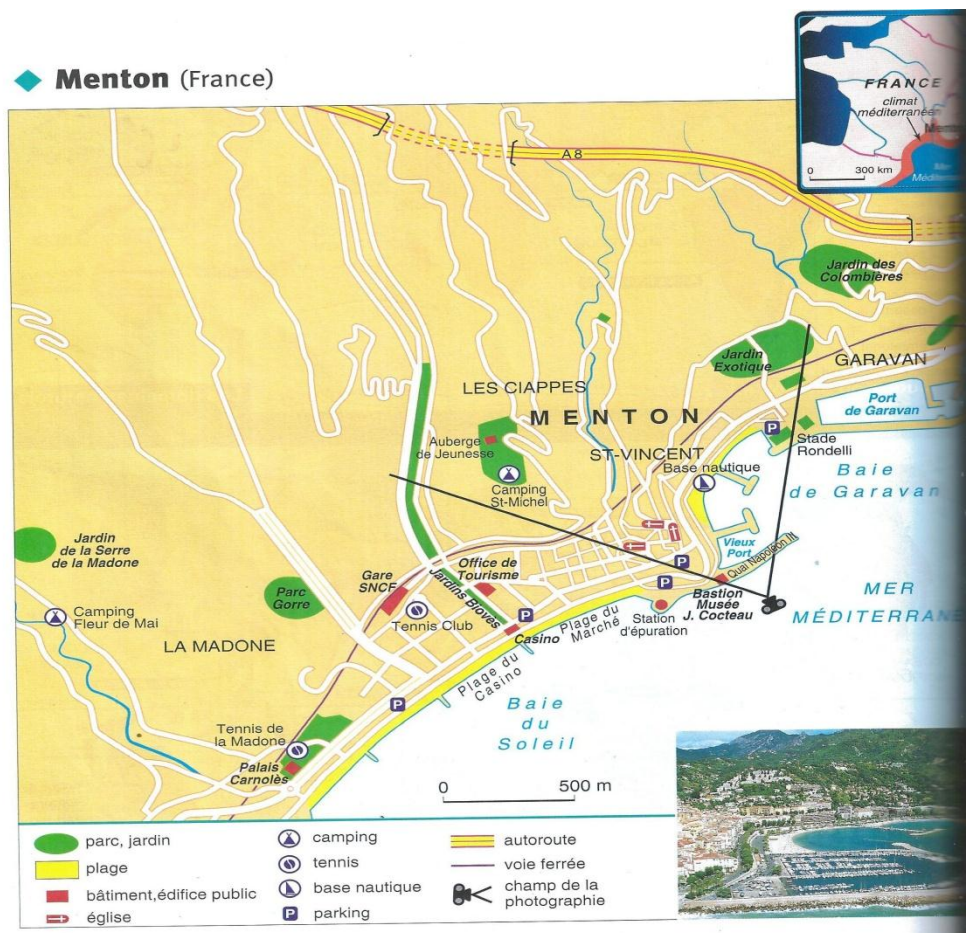 Menton (France)
FRANCE
climat
méditerranéen
Mer
0 300 km
A8
Jardin des
Colombières
Jardin
Exotique
GARAVAN
LES CIAPPES
MENTON
Port
de Garavan
Auberge
de Jeunesse
ST-VINCENT
P
Stade
Rondelli
Base nautique
Baie
de Garavan
Camping
St-Michel
Jardin
de la Serre
de la Madone
Gare
SNCF
Office de
Tourisme
Vieux
Port
Quai Napoléon III
P
P
Parc
Gorre
Jardins Bioves
Bastion
Musée
J. Cocteau
MER
MÉDITERRANÉ
Camping
Fleur de Mai
Tennis Club
P
Casino
Plage du
Marché
Station
d'épuration
LA MADONE
Plage du
Casino
P
Baie
du
Soleil
Tennis de
la Madone
Palais
Carnolès
0 500 m
parc, jardin
plage
bâtiment,édifice public
église
camping
tennis
base nautique
P parking
autoroute
voie ferrée
champ de la
photographie